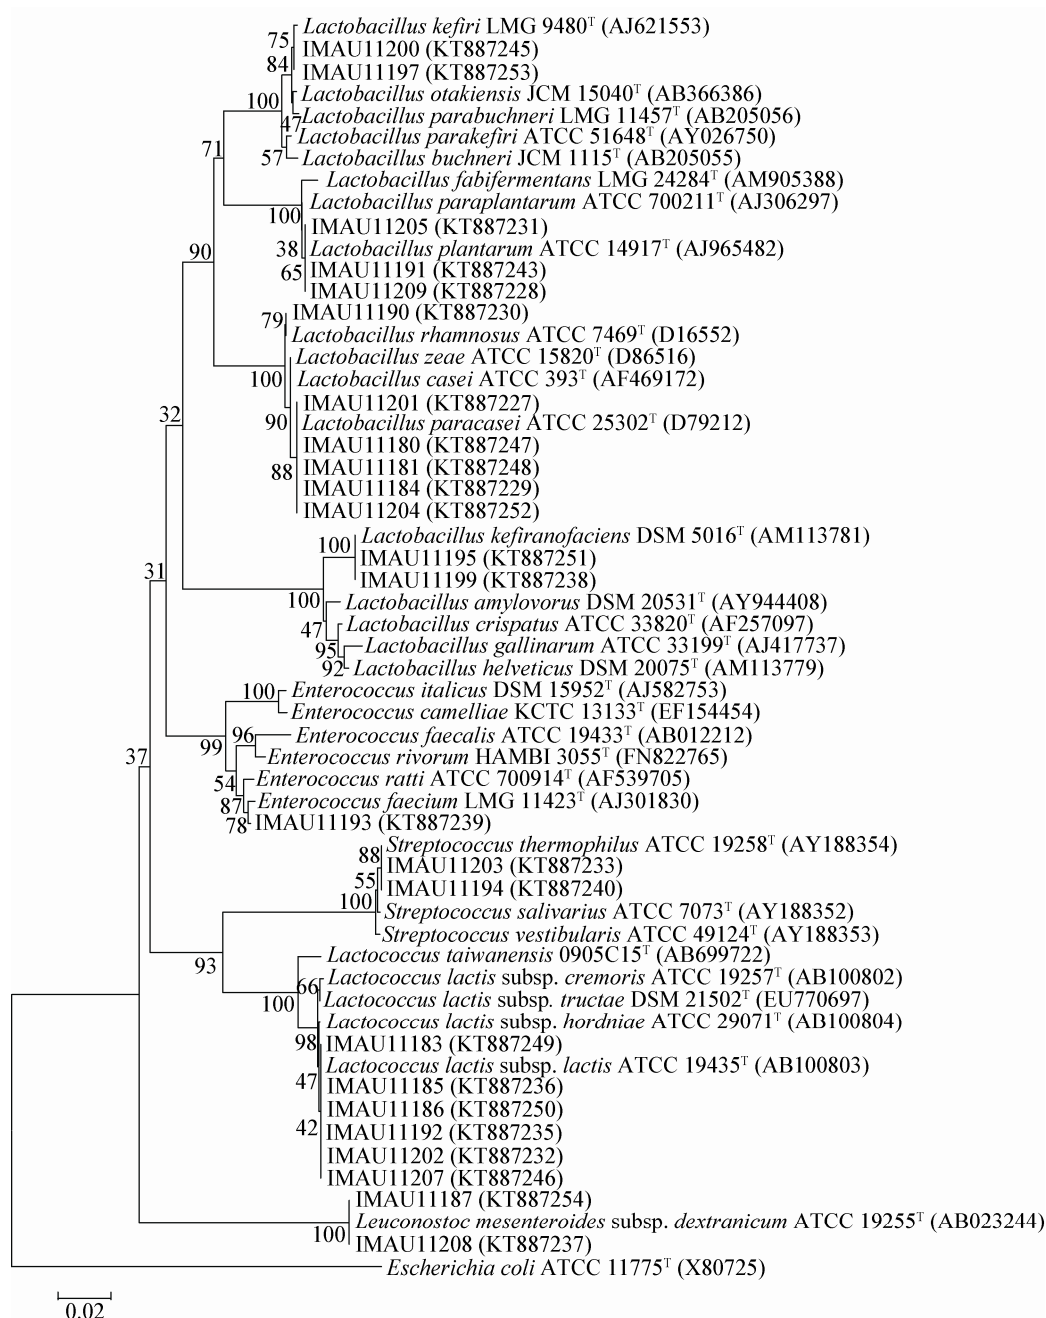 Lactobacillus kefiri LMG 9480ᵀ (AJ621553)
75
IMAU11200 (KT887245)
84
IMAU11197 (KT887253)
Lactobacillus otakiensis JCM 15040ᵀ (AB366386)
100
Lactobacillus parabuchneri LMG 11457ᵀ (AB205056)
47
Lactobacillus parakefiri ATCC 51648ᵀ (AY026750)
71
57
Lactobacillus buchneri JCM 1115ᵀ (AB205055)
Lactobacillus fabifermentans LMG 24284ᵀ (AM905388)
Lactobacillus paraplantarum ATCC 700211ᵀ (AJ306297)
100
IMAU11205 (KT887231)
90
38
Lactobacillus plantarum ATCC 14917ᵀ (AJ965482)
65
IMAU11191 (KT887243)
IMAU11209 (KT887228)
79
IMAU11190 (KT887230)
Lactobacillus rhamnosus ATCC 7469ᵀ (D16552)
Lactobacillus zeae ATCC 15820ᵀ (D86516)
100
Lactobacillus casei ATCC 393ᵀ (AF469172)
IMAU11201 (KT887227)
32
90
Lactobacillus paracasei ATCC 25302ᵀ (D79212)
IMAU11180 (KT887247)
88
IMAU11181 (KT887248)
IMAU11184 (KT887229)
IMAU11204 (KT887252)
Lactobacillus kefiranofaciens DSM 5016ᵀ (AM113781)
100
IMAU11195 (KT887251)
31
IMAU11199 (KT887238)
100
Lactobacillus amylovorus DSM 20531ᵀ (AY944408)
47
Lactobacillus crispatus ATCC 33820ᵀ (AF257097)
95
Lactobacillus gallinarum ATCC 33199ᵀ (AJ417737)
92
Lactobacillus helveticus DSM 20075ᵀ (AM113779)
100
Enterococcus italicus DSM 15952ᵀ (AJ582753)
Enterococcus camelliae KCTC 13133ᵀ (EF154454)
99
96
Enterococcus faecalis ATCC 19433ᵀ (AB012212)
37
Enterococcus rivorum HAMBI 3055ᵀ (FN822765)
54
Enterococcus ratti ATCC 700914ᵀ (AF539705)
87
Enterococcus faecium LMG 11423ᵀ (AJ301830)
78
IMAU11193 (KT887239)
Streptococcus thermophilus ATCC 19258ᵀ (AY188354)
88
IMAU11203 (KT887233)
55
IMAU11194 (KT887240)
100
Streptococcus salivarius ATCC 7073ᵀ (AY188352)
Streptococcus vestibularis ATCC 49124ᵀ (AY188353)
93
Lactococcus taiwanensis 0905C15ᵀ (AB699722)
66
Lactococcus lactis subsp. cremoris ATCC 19257ᵀ (AB100802)
100
Lactococcus lactis subsp. tructae DSM 21502ᵀ (EU770697)
Lactococcus lactis subsp. hordniae ATCC 29071ᵀ (AB100804)
98
IMAU11183 (KT887249)
Lactococcus lactis subsp. lactis ATCC 19435ᵀ (AB100803)
47
IMAU11185 (KT887236)
IMAU11186 (KT887250)
42
IMAU11192 (KT887235)
IMAU11202 (KT887232)
IMAU11207 (KT887246)
IMAU11187 (KT887254)
Leuconostoc mesenteroides subsp. dextranicum ATCC 19255ᵀ (AB023244)
100
IMAU11208 (KT887237)
Escherichia coli ATCC 11775ᵀ (X80725)
0.02